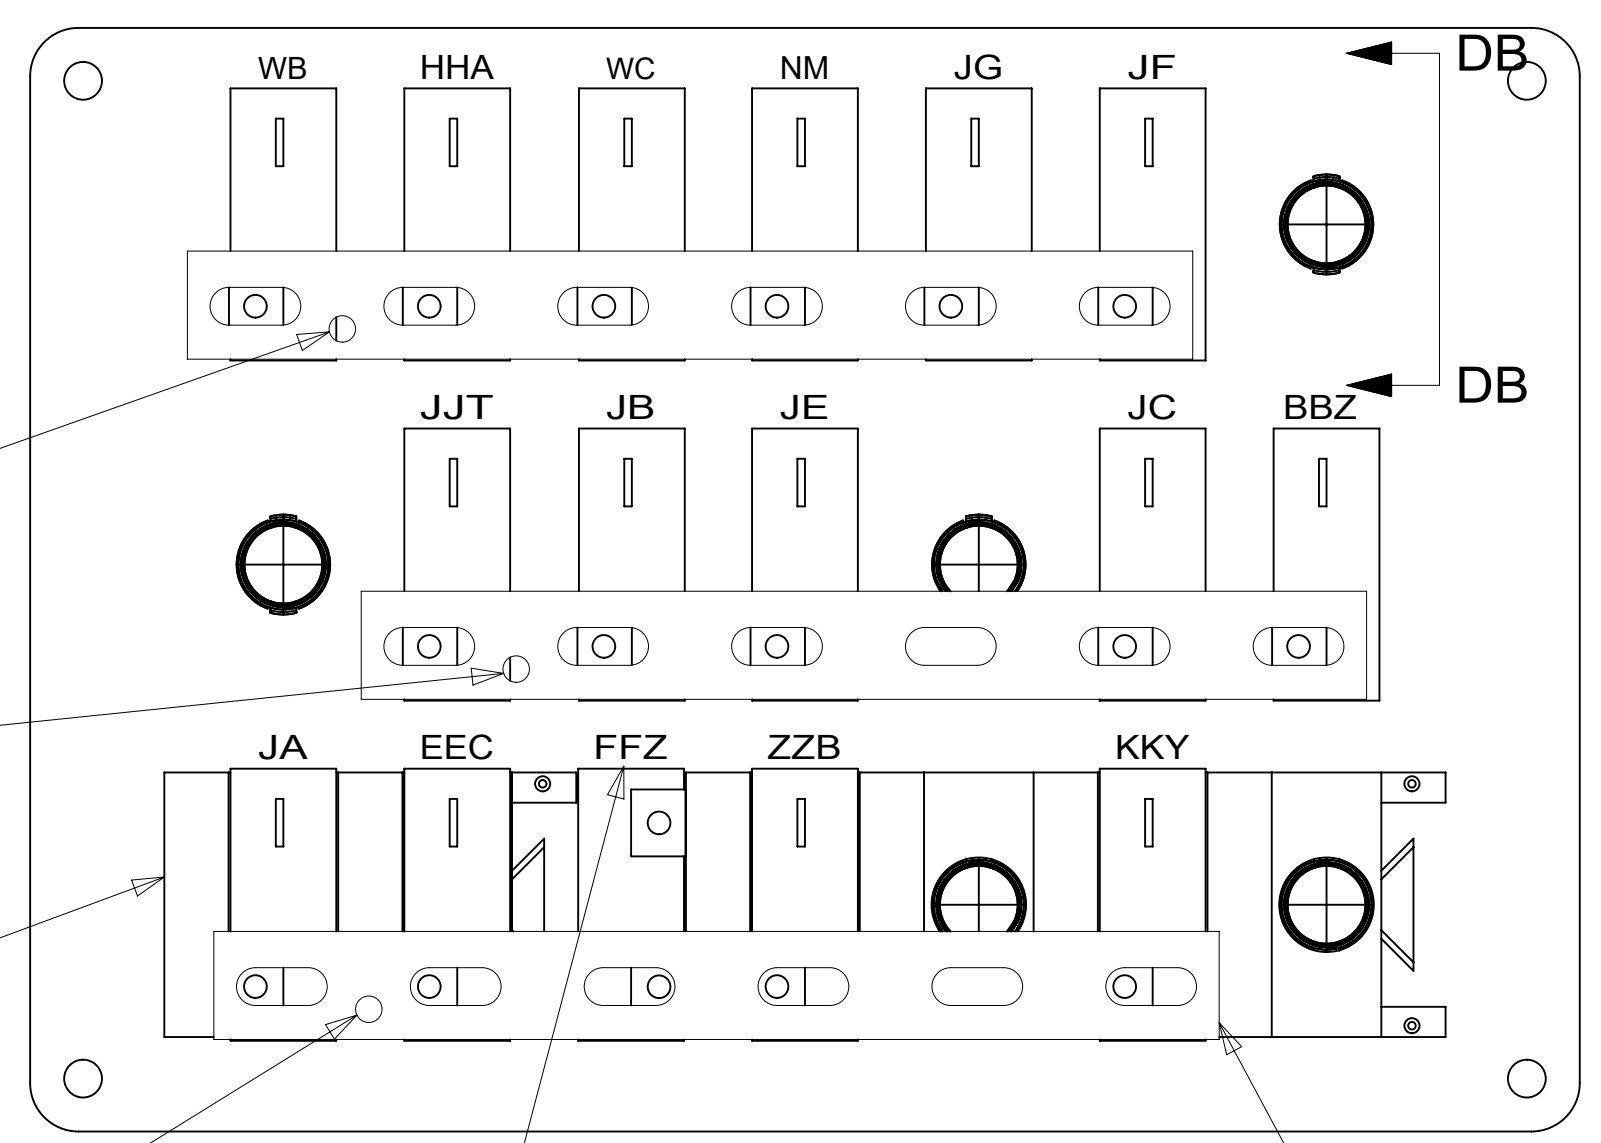 WB HHA WC NM JG JF DB
DB
JJT JB JE JC BBZ
JA EEC FFZ ZZB KKY